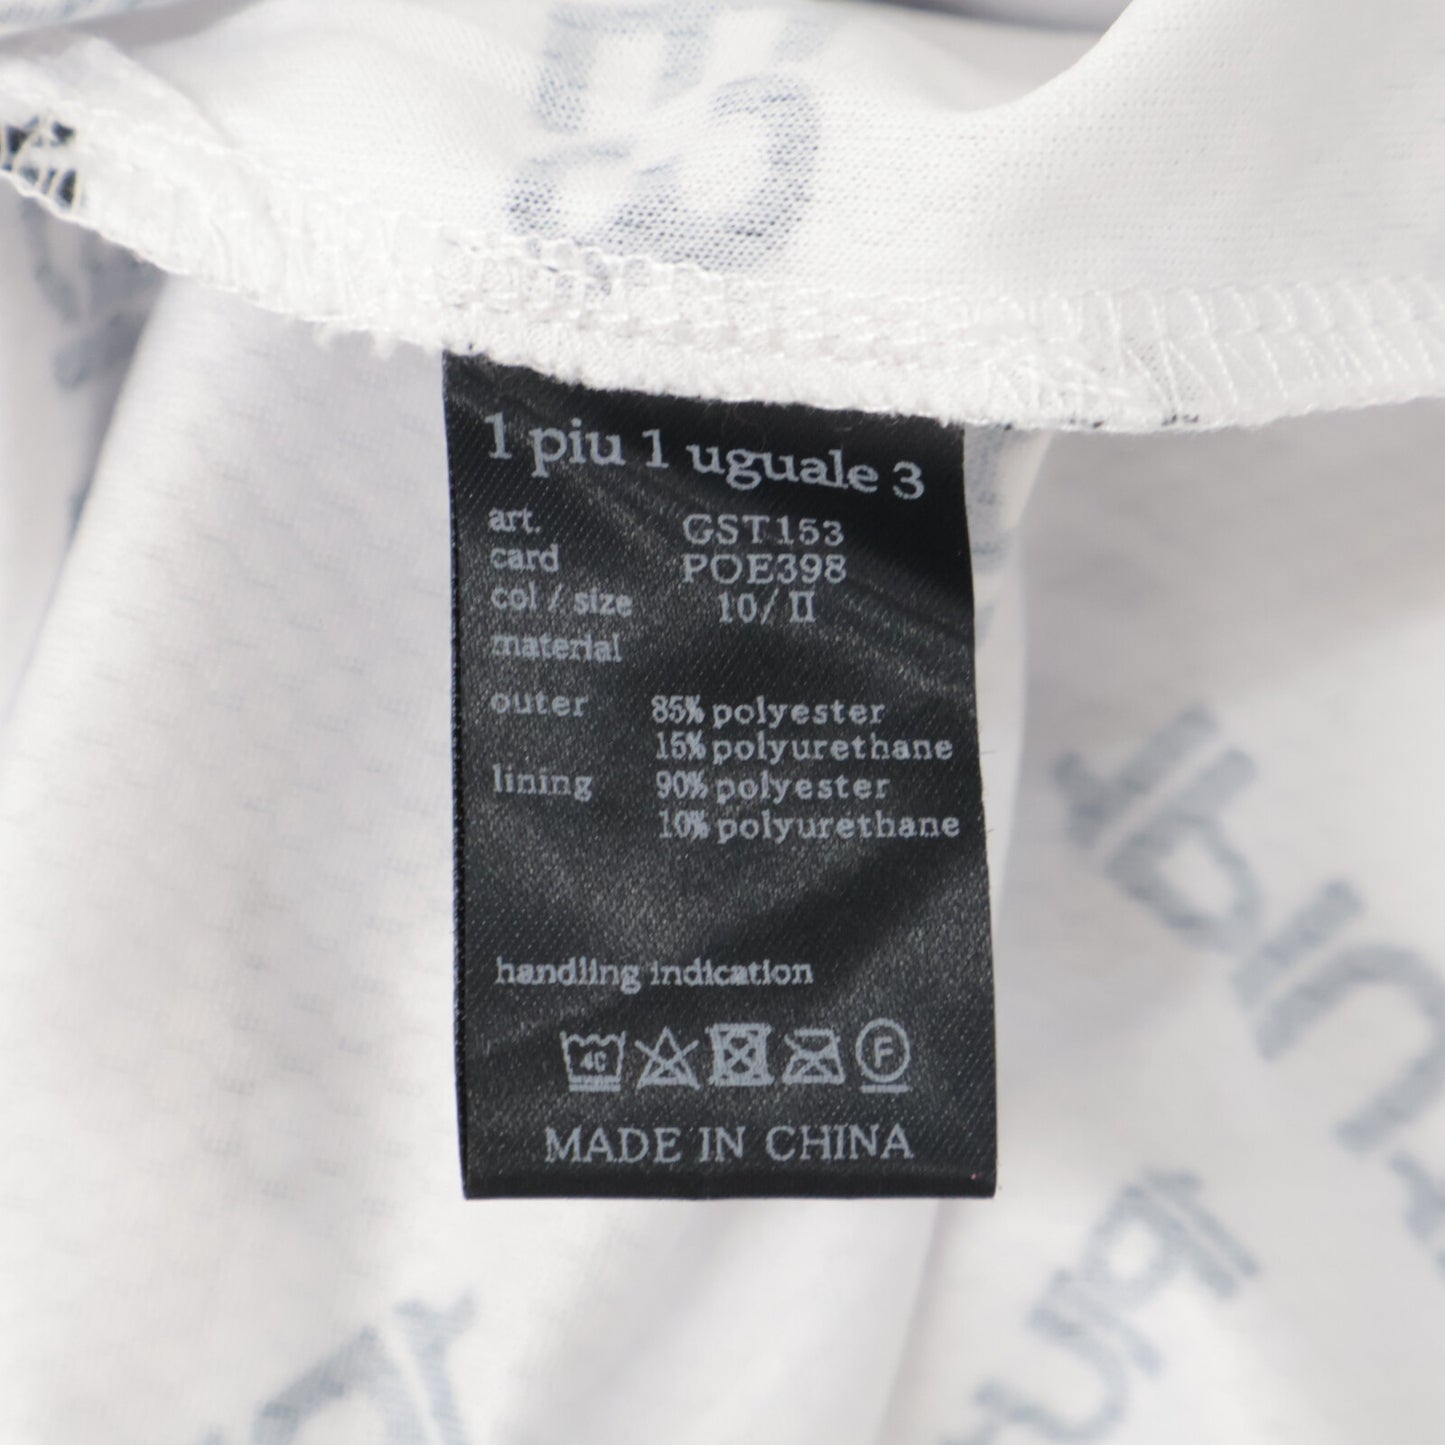 1 piu 1 uguale 3
art. GST153
card POE398
col / size 10/II
material
outer 85% polyester
15% polyurethane
lining 90% polyester
10% polyurethane
handling indication
40 F
MADE IN CHINA